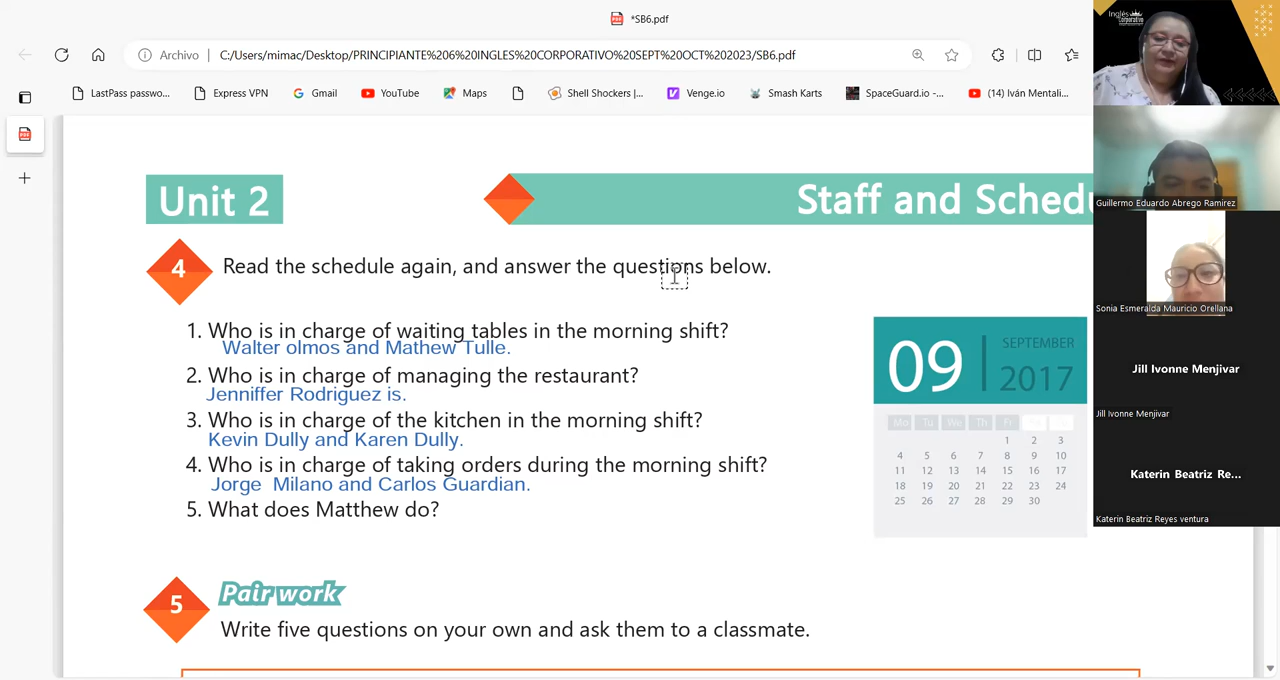 *SB6.pdf
Archivo | C:/Users/mimac/Desktop/PRINCIPIANTE%206%20INGLES%20CORPORATIVO%20SEPT%20OCT%202023/SB6.pdf
LastPass passwo... Express VPN Gmail YouTube Maps Shell Shockers |... Venge.io Smash Karts SpaceGuard.io -... (14) Iván Mentali...
Unit 2
Staff and Schedu
4 Read the schedule again, and answer the questions below.
1. Who is in charge of waiting tables in the morning shift?
Walter olmos and Mathew Tulle.
2. Who is in charge of managing the restaurant?
Jenniffer Rodriguez is.
3. Who is in charge of the kitchen in the morning shift?
Kevin Dully and Karen Dully.
4. Who is in charge of taking orders during the morning shift?
Jorge  Milano and Carlos Guardian.
5. What does Matthew do?
09 SEPTEMBER
2017
Mo Tu We Th Fr
1 2 3
4 5 6 7 8 9 10
11 12 13 14 15 16 17
18 19 20 21 22 23 24
25 26 27 28 29 30
5 Pair work
Write five questions on your own and ask them to a classmate.
Inglés
Corporativo
Guillermo Eduardo Abrego Ramirez
Sonia Esmeralda Mauricio Orellana
Jill Ivonne Menjivar
Jill Ivonne Menjivar
Katerin Beatriz Re...
Katerin Beatriz Reyes ventura